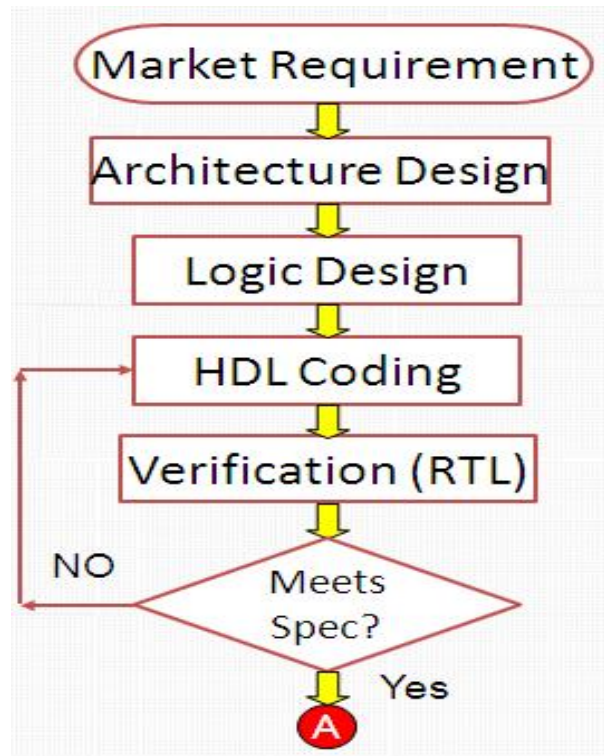 Market Requirement
Architecture Design
Logic Design
HDL Coding
Verification (RTL)
NO
Meets
Spec?
Yes
A